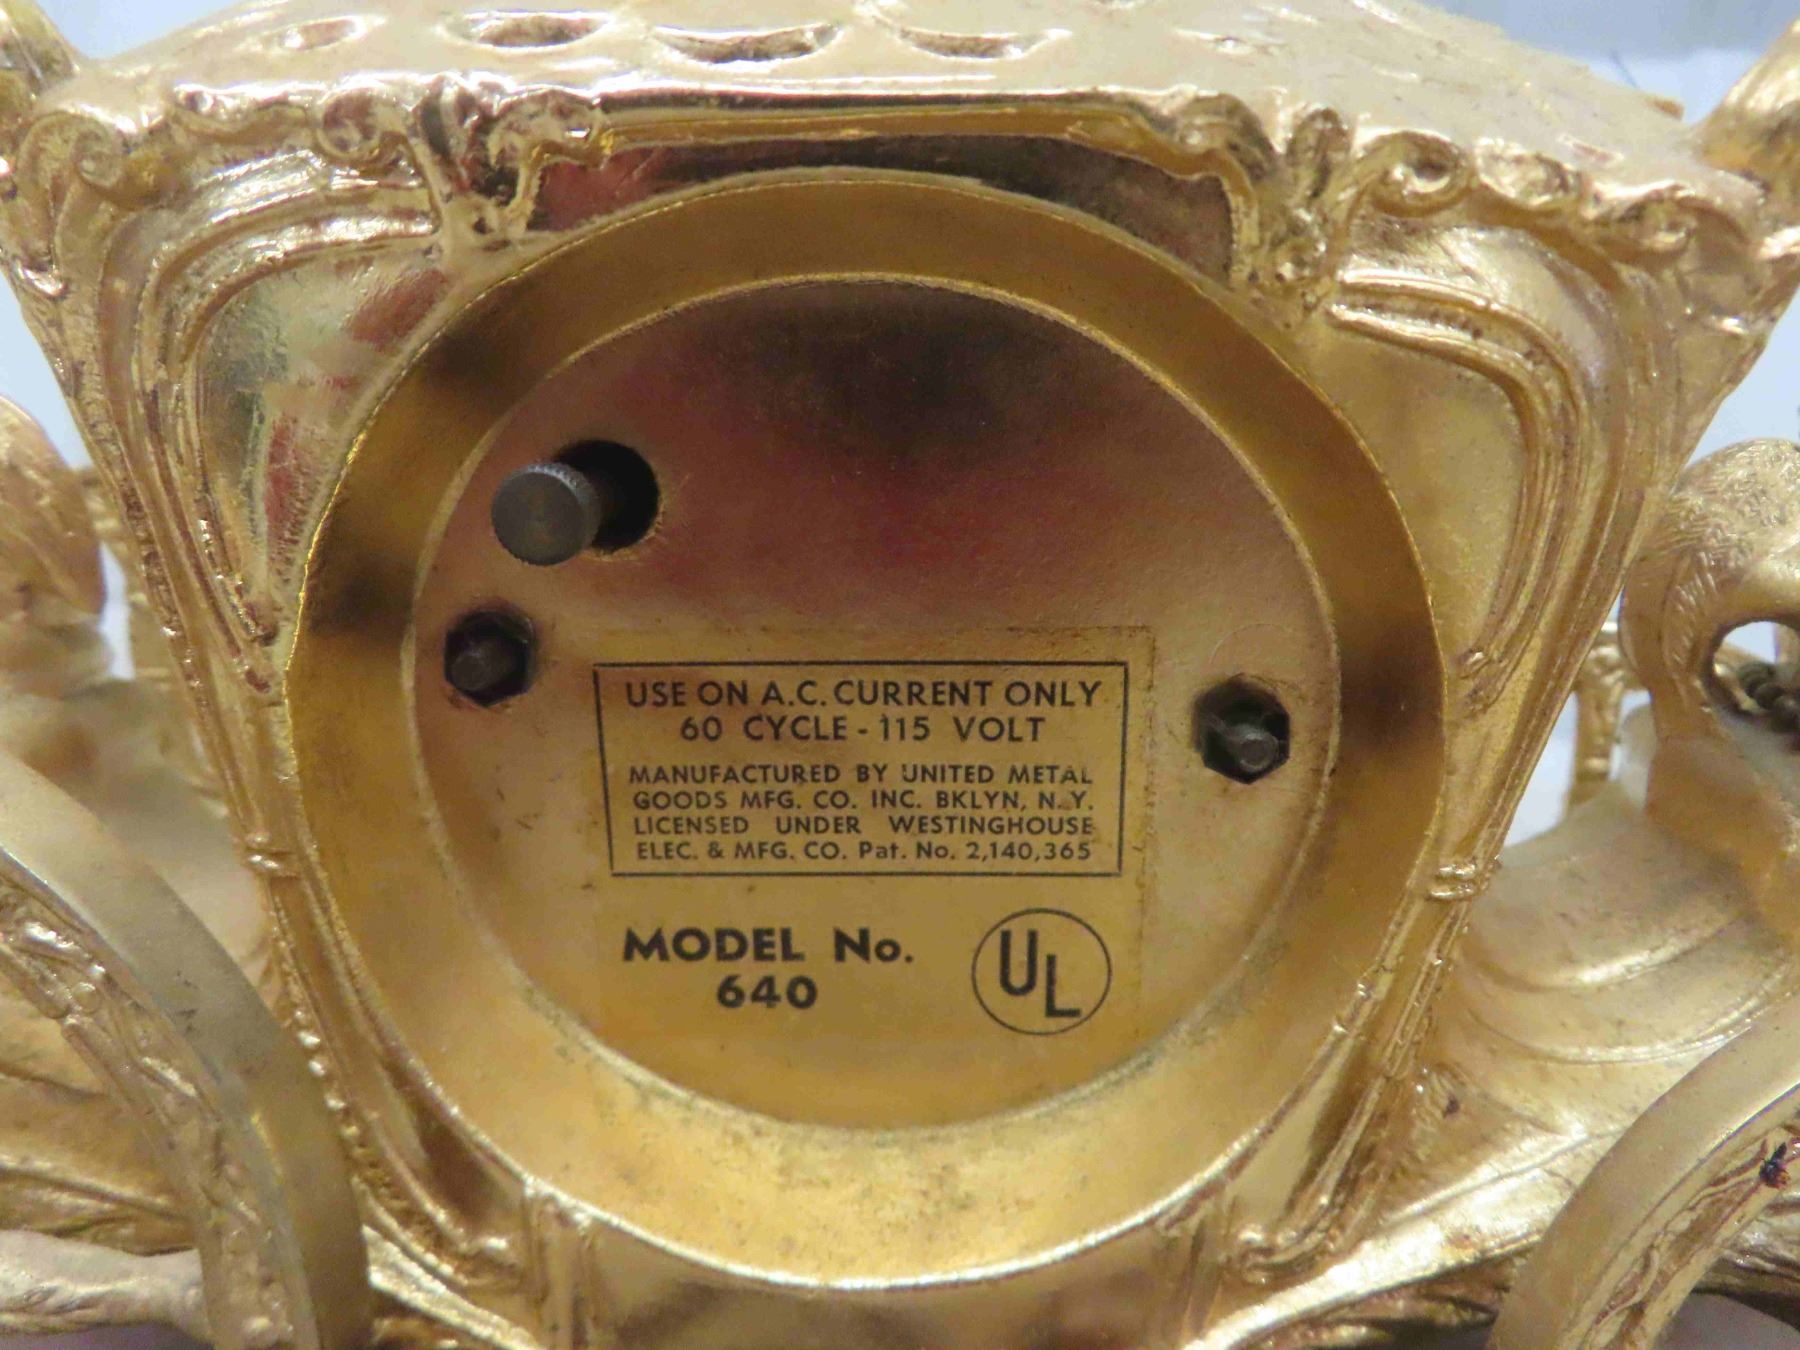 USE ON A.C. CURRENT ONLY
60 CYCLE - 115 VOLT
MANUFACTURED BY UNITED METAL
GOODS MFG. CO. INC. BKLYN, N.Y.
LICENSED UNDER WESTINGHOUSE
ELEC. & MFG. CO. Pat. No. 2,140,365
MODEL No.
640
UL